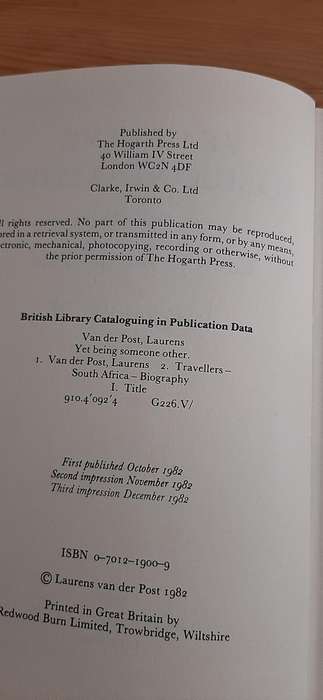 Published by
The Hogarth Press Ltd
40 William IV Street
London WC2N 4DF
Clarke, Irwin & Co. Ltd
Toronto
rights reserved. No part of this publication may be reproduced,
in a retrieval system, or transmitted in any form, or by any means,
mechanical, photocopying, recording or otherwise, without
the prior permission of The Hogarth Press.
British Library Cataloguing in Publication Data
Van der Post, Laurens
Yet being someone other.
1. Van der Post, Laurens 2. Travellers –
South Africa – Biography
I. Title
910.4'092'4 G226.V/
First published October 1982
Second impression November 1982
Third impression December 1982
ISBN 0–7012–1900–9
© Laurens van der Post 1982
Printed in Great Britain by
Redwood Burn Limited, Trowbridge, Wiltshire